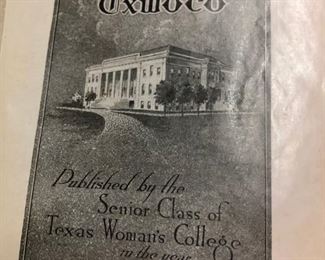 Txwoco
Published by the
Senior Class of
Texas Woman's College
in the year